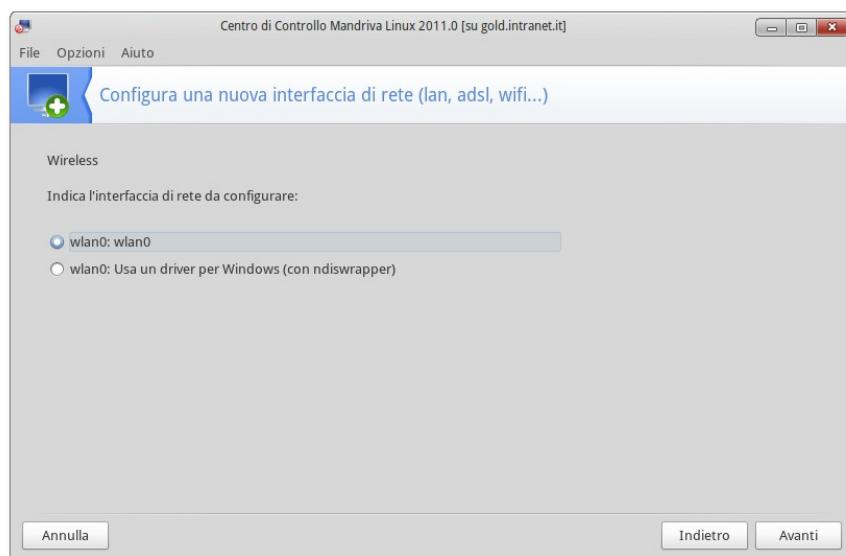 Centro di Controllo Mandriva Linux 2011.0 [su gold.intranet.it]
File Opzioni Aiuto
Configura una nuova interfaccia di rete (lan, adsl, wifi...)
Wireless
Indica l'interfaccia di rete da configurare:
wlan0: wlan0
wlan0: Usa un driver per Windows (con ndiswrapper)
Annulla Indietro Avanti